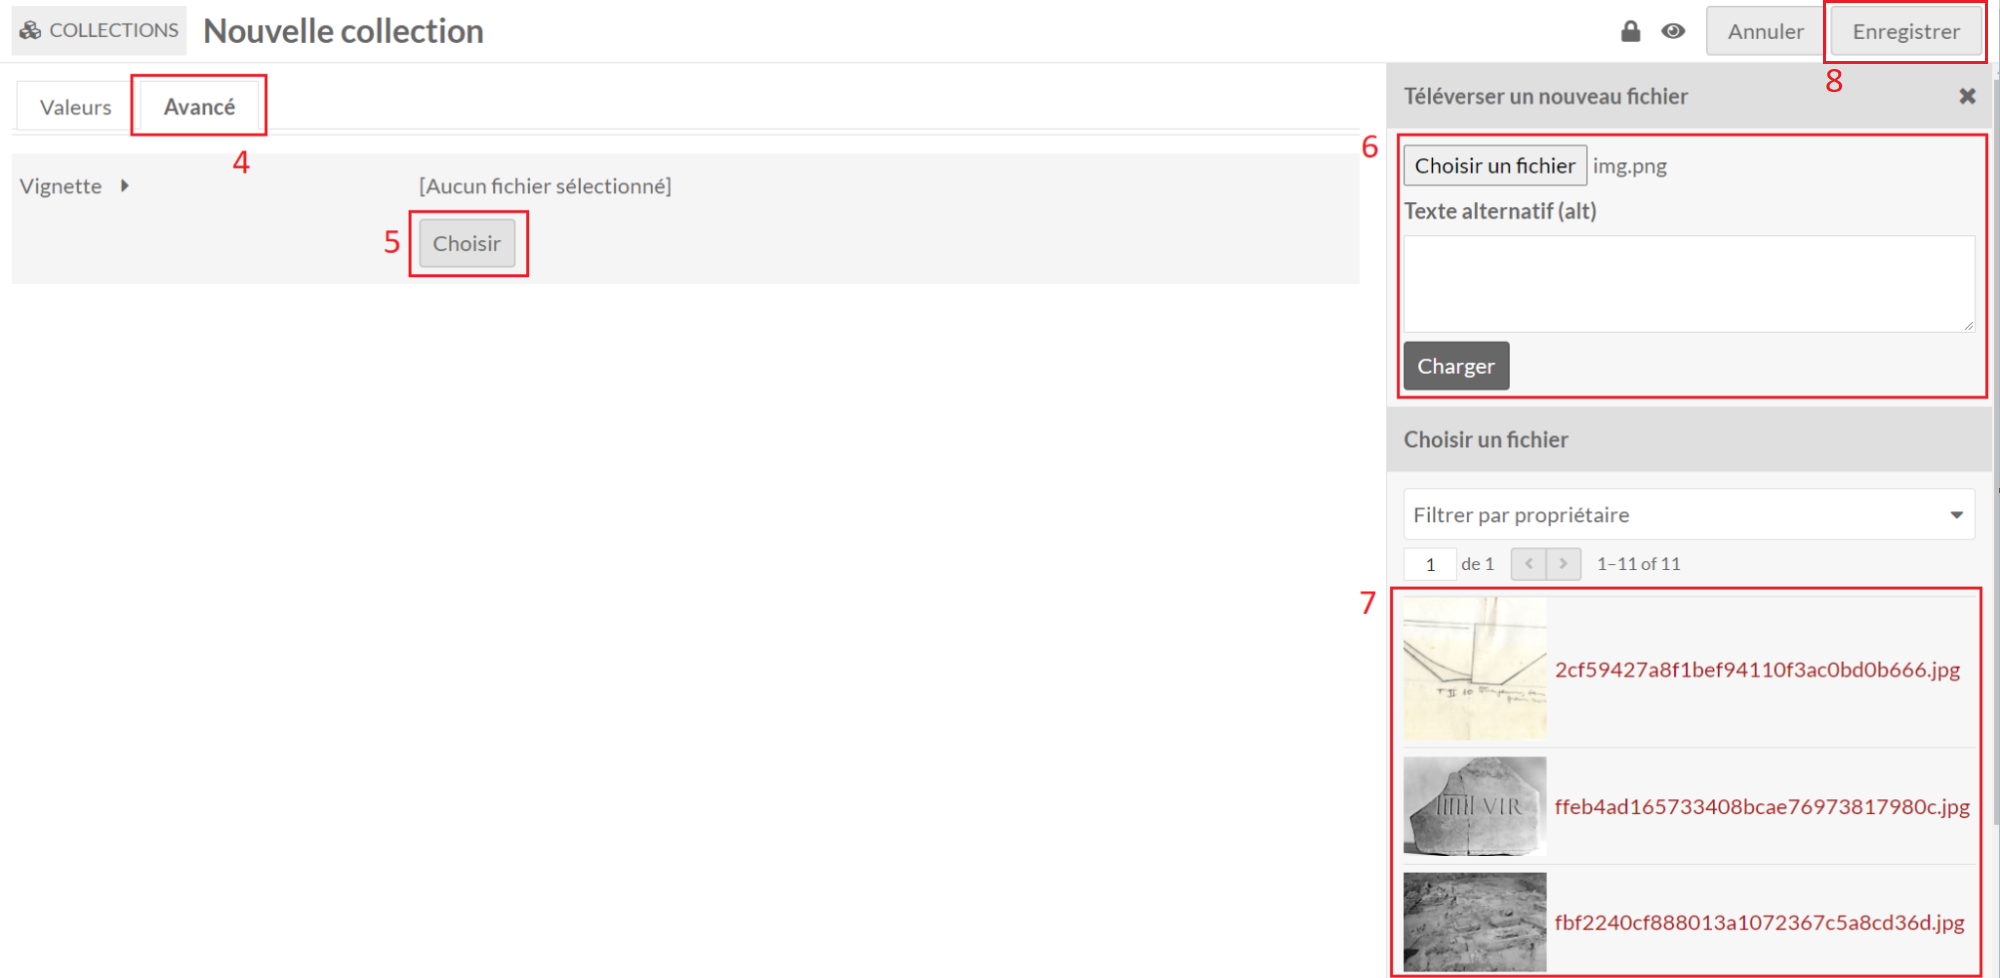 COLLECTIONS Nouvelle collection Annuler Enregistrer
8
Valeurs Avancé
4
Vignette [Aucun fichier sélectionné]
5 Choisir
Téléverser un nouveau fichier
6
Choisir un fichier img.png
Texte alternatif (alt)
Charger
Choisir un fichier
Filtrer par propriétaire
1 de 1 1–11 of 11
7
2cf59427a8f1bef94110f3ac0bd0b666.jpg
VIR
ffeb4ad165733408bcae76973817980c.jpg
fbf2240cf888013a1072367c5a8cd36d.jpg